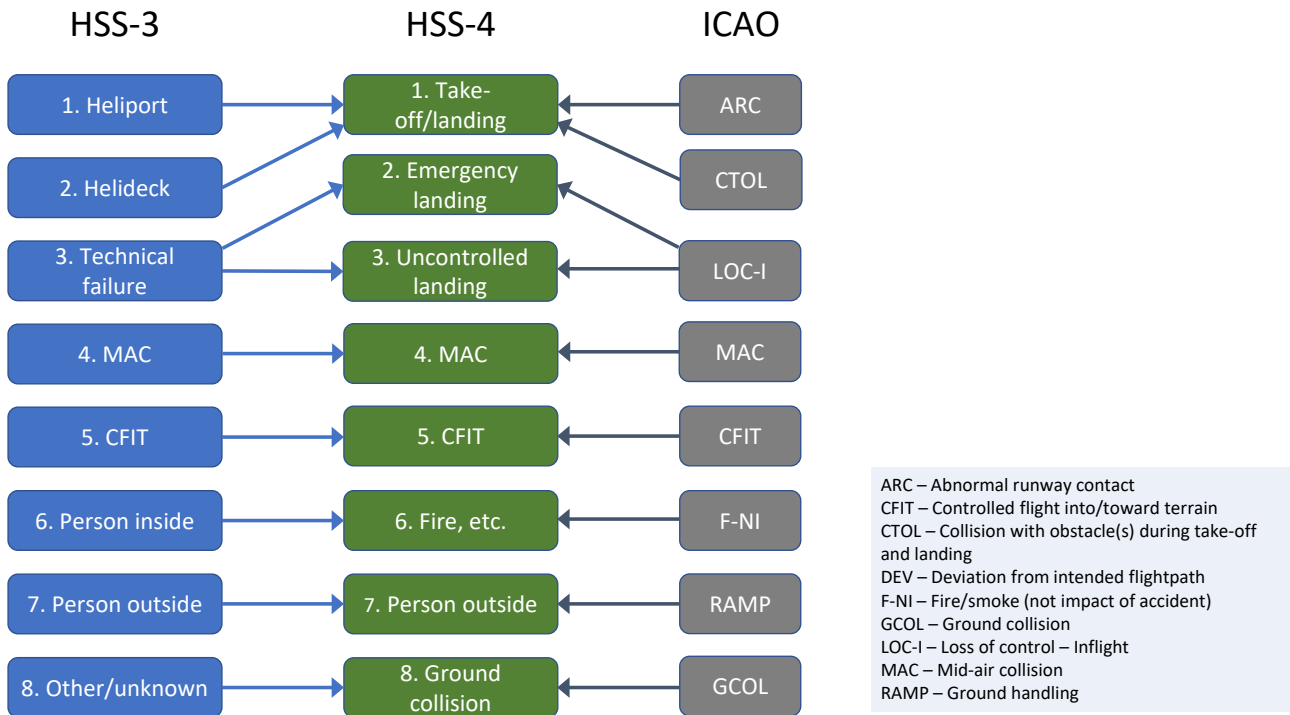 HSS-3
HSS-4
ICAO
1. Heliport
1. Take-
off/landing
ARC
2. Helideck
2. Emergency
landing
CTOL
3. Technical
failure
3. Uncontrolled
landing
LOC-I
4. MAC
4. MAC
MAC
5. CFIT
5. CFIT
CFIT
6. Person inside
6. Fire, etc.
F-NI
7. Person outside
7. Person outside
RAMP
8. Other/unknown
8. Ground
collision
GCOL
ARC – Abnormal runway contact
CFIT – Controlled flight into/toward terrain
CTOL – Collision with obstacle(s) during take-off
and landing
DEV – Deviation from intended flightpath
F-NI – Fire/smoke (not impact of accident)
GCOL – Ground collision
LOC-I – Loss of control – Inflight
MAC – Mid-air collision
RAMP – Ground handling